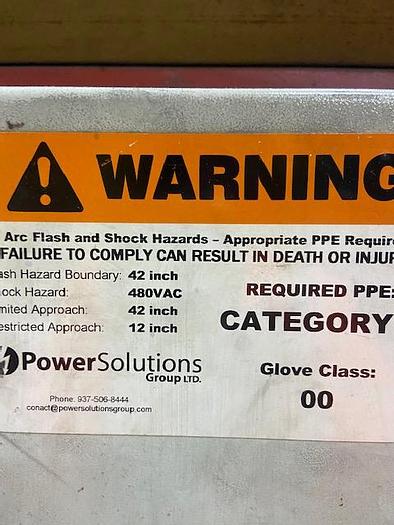 WARNING
Arc Flash and Shock Hazards – Appropriate PPE Require
FAILURE TO COMPLY CAN RESULT IN DEATH OR INJUR
ash Hazard Boundary: 42 inch
hock Hazard: 480VAC
imited Approach: 42 inch
estricted Approach: 12 inch
REQUIRED PPE:
CATEGORY
PowerSolutions
Group LTD.
Phone: 937-506-8444
conact@powersolutionsgroup.com
Glove Class:
00